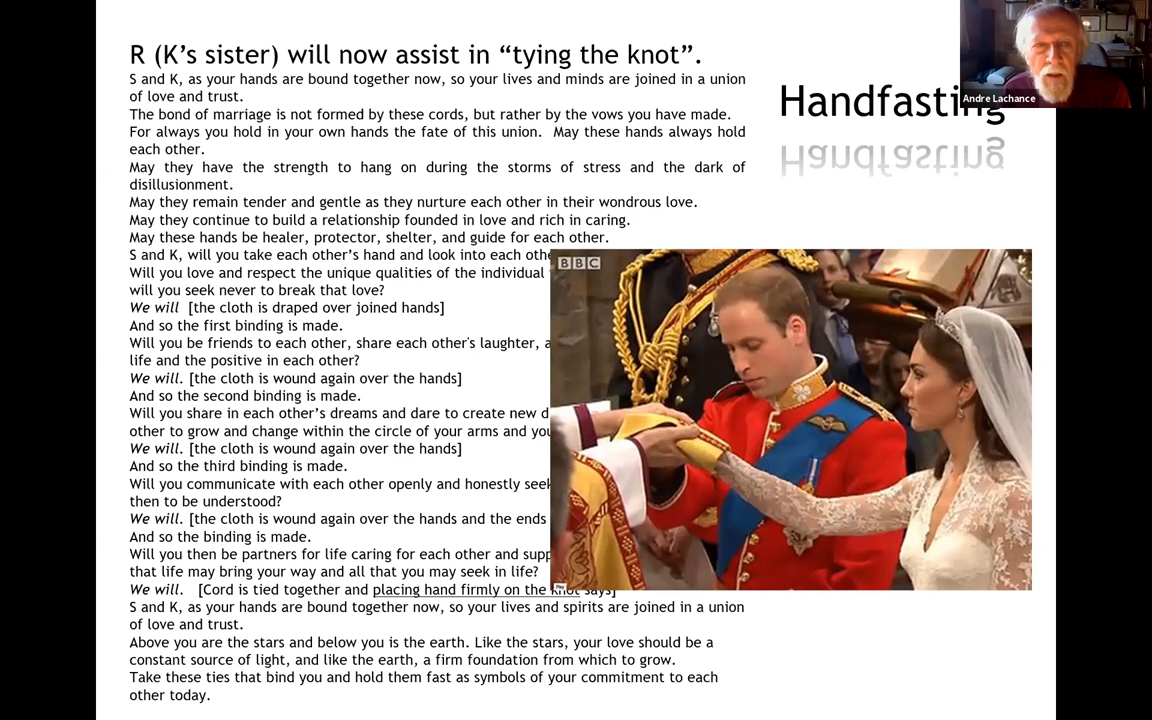 R (K’s sister) will now assist in “tying the knot”.
S and K, as your hands are bound together now, so your lives and minds are joined in a union
of love and trust.
The bond of marriage is not formed by these cords, but rather by the vows you have made.
For always you hold in your own hands the fate of this union.  May these hands always hold
each other.
May they have the strength to hang on during the storms of stress and the dark of
disillusionment.
May they remain tender and gentle as they nurture each other in their wondrous love.
May they continue to build a relationship founded in love and rich in caring.
May these hands be healer, protector, shelter, and guide for each other.
S and K, will you take each other’s hand and look into each
Will you love and respect the unique qualities of the individual
will you seek never to break that love?
We will  [the cloth is draped over joined hands]
And so the first binding is made.
Will you be friends to each other, share each other's laughter,
life and the positive in each other?
We will. [the cloth is wound again over the hands]
And so the second binding is made.
Will you share in each other’s dreams and dare to create new
other to grow and change within the circle of your arms and
We will. [the cloth is wound again over the hands]
And so the third binding is made.
Will you communicate with each other openly and honestly seek
then to be understood?
We will. [the cloth is wound again over the hands and the ends
And so the binding is made.
Will you then be partners for life caring for each other and
that life may bring your way and all that you may seek in life?
We will.   [Cord is tied together and placing hand firmly on the knot says]
S and K, as your hands are bound together now, so your lives and spirits are joined in a union
of love and trust.
Above you are the stars and below you is the earth. Like the stars, your love should be a
constant source of light, and like the earth, a firm foundation from which to grow.
Take these ties that bind you and hold them fast as symbols of your commitment to each
other today.
Handfasting
Andre Lachance
BBC